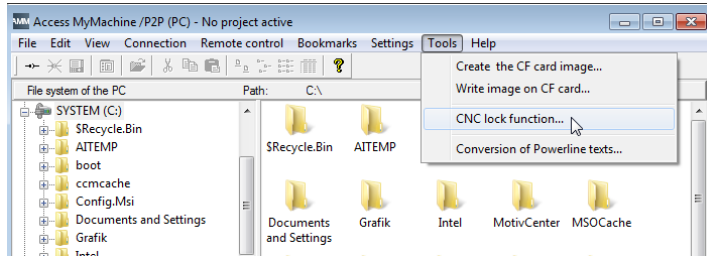 AMM Access MyMachine /P2P (PC) - No project active
File Edit View Connection Remote control Bookmarks Settings Tools Help
Create the CF card image...
Write image on CF card...
CNC lock function...
Conversion of Powerline texts...
File system of the PC Path: C:\
SYSTEM (C:)
$Recycle.Bin
AITEMP
boot
ccmcache
Config.Msi
Documents and Settings
Grafik
Intel
$Recycle.Bin AITEMP
Documents and Settings Grafik Intel MotivCenter MSOCache